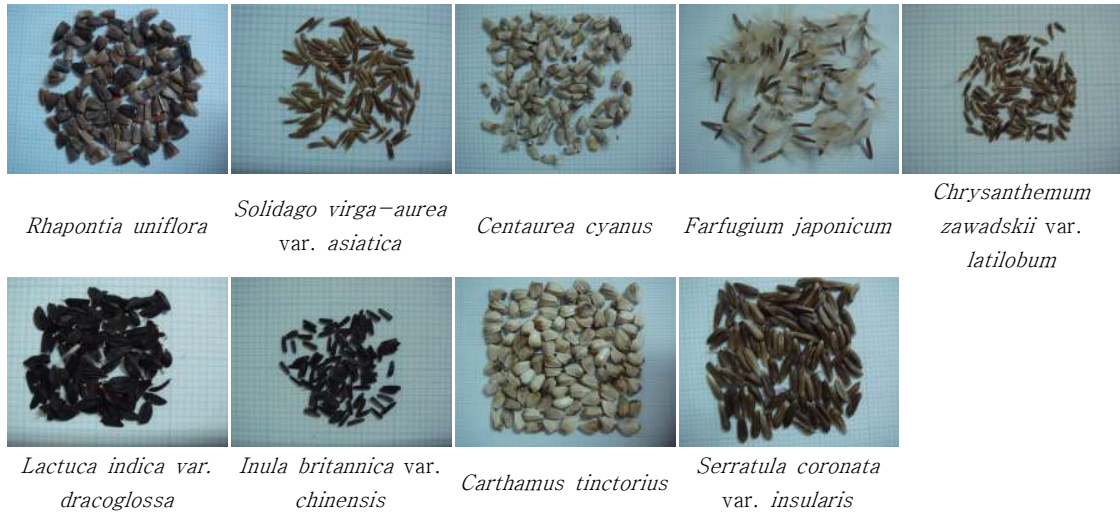 Rhapontia uniflora
Solidago virga-aurea
var. asiatica
Centaurea cyanus
Farfugium japonicum
Chrysanthemum
zawadskii var.
latilobum
Lactuca indica var.
dracoglossa
Inula britannica var.
chinensis
Carthamus tinctorius
Serratula coronata
var. insularis